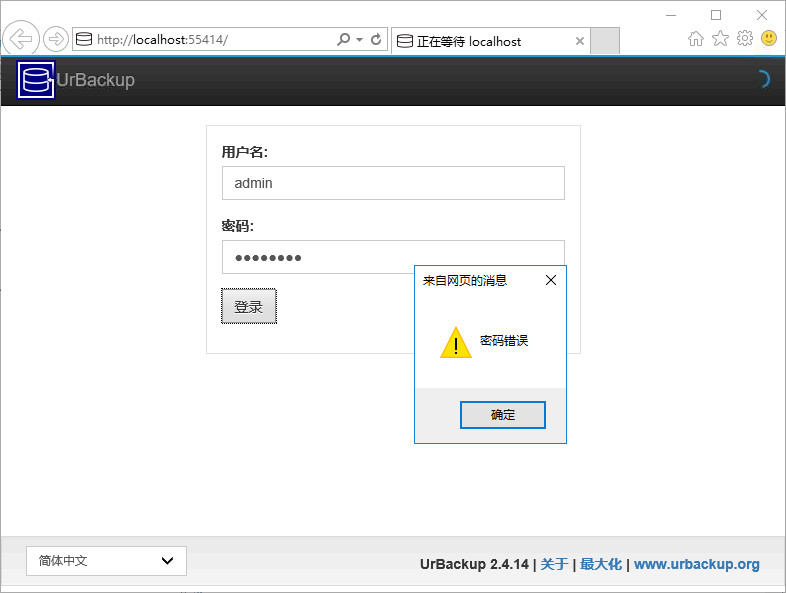 http://localhost:55414/
正在等待 localhost
UrBackup
用户名:
admin
密码:
登录
来自网页的消息
密码错误
确定
简体中文
UrBackup 2.4.14 | 关于 | 最大化 | www.urbackup.org